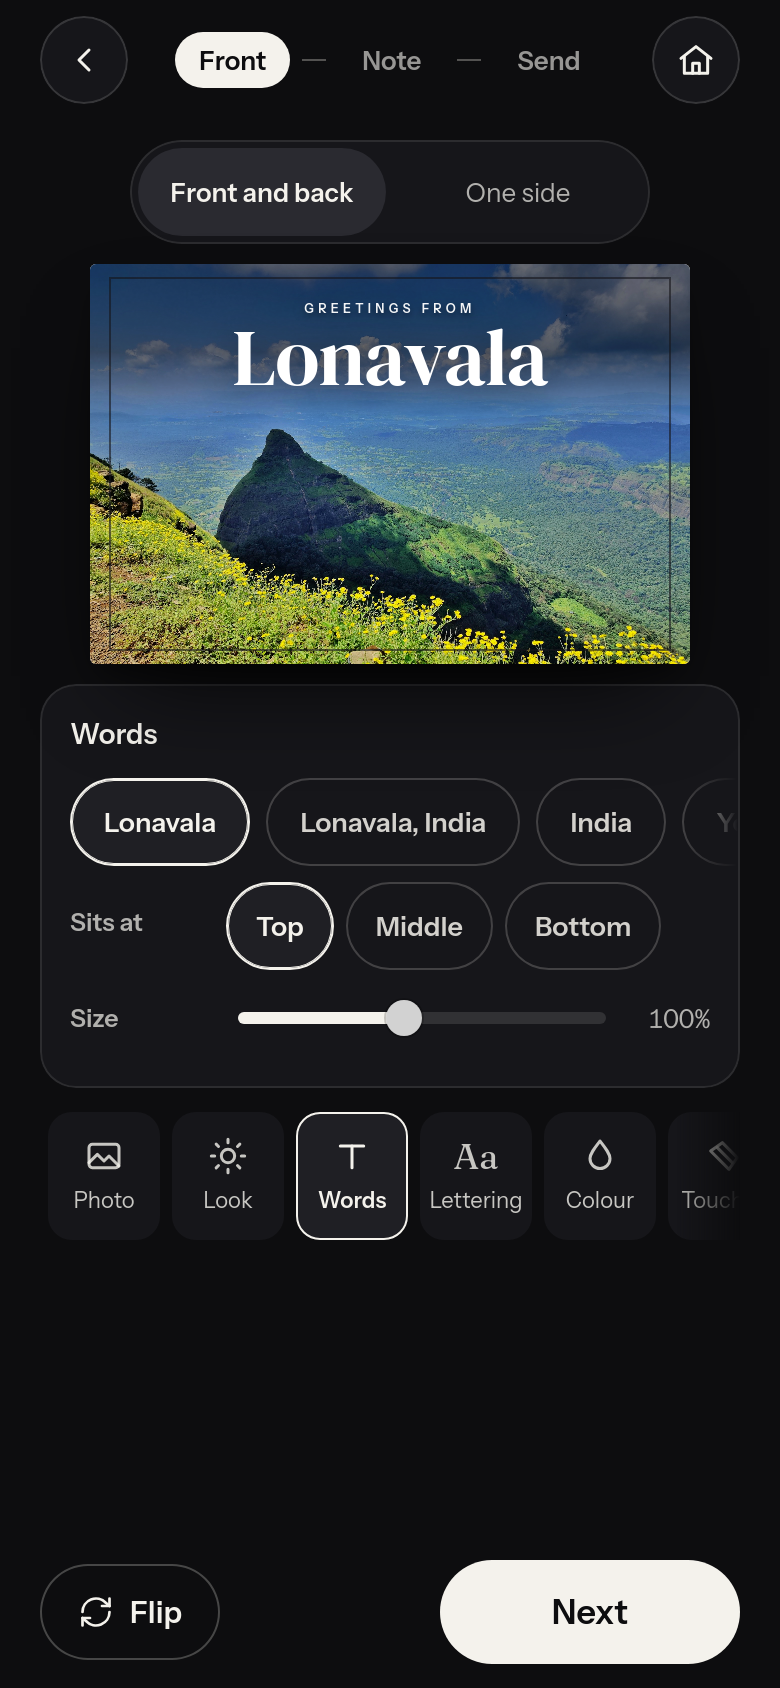 Front
Note
Send
Front and back
One side
GREETINGS FROM
Lonavala
Words
Lonavala
Lonavala, India
India
Sits at
Top
Middle
Bottom
Size
100%
Photo
Look
Words
Aa
Lettering
Colour
Touch
Flip
Next